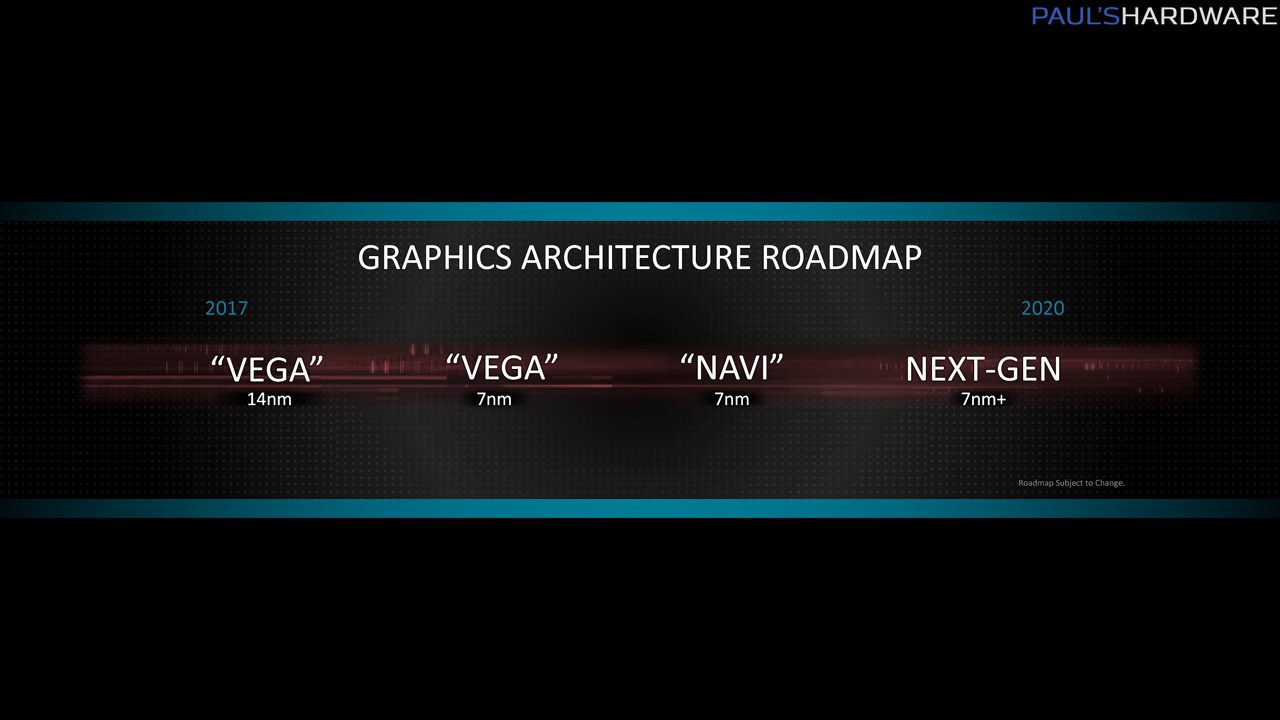 PAUL'SHARDWARE
GRAPHICS ARCHITECTURE ROADMAP
2017 2020
“VEGA” “VEGA” “NAVI” NEXT-GEN
14nm 7nm 7nm 7nm+
Roadmap Subject to Change.